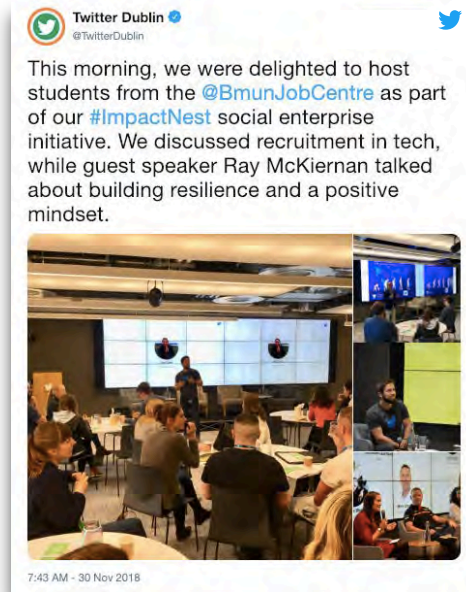 Twitter Dublin
@TwitterDublin
This morning, we were delighted to host
students from the @BmunJobCentre as part
of our #ImpactNest social enterprise
initiative. We discussed recruitment in tech,
while guest speaker Ray McKiernan talked
about building resilience and a positive
mindset.
7:43 AM - 30 Nov 2018